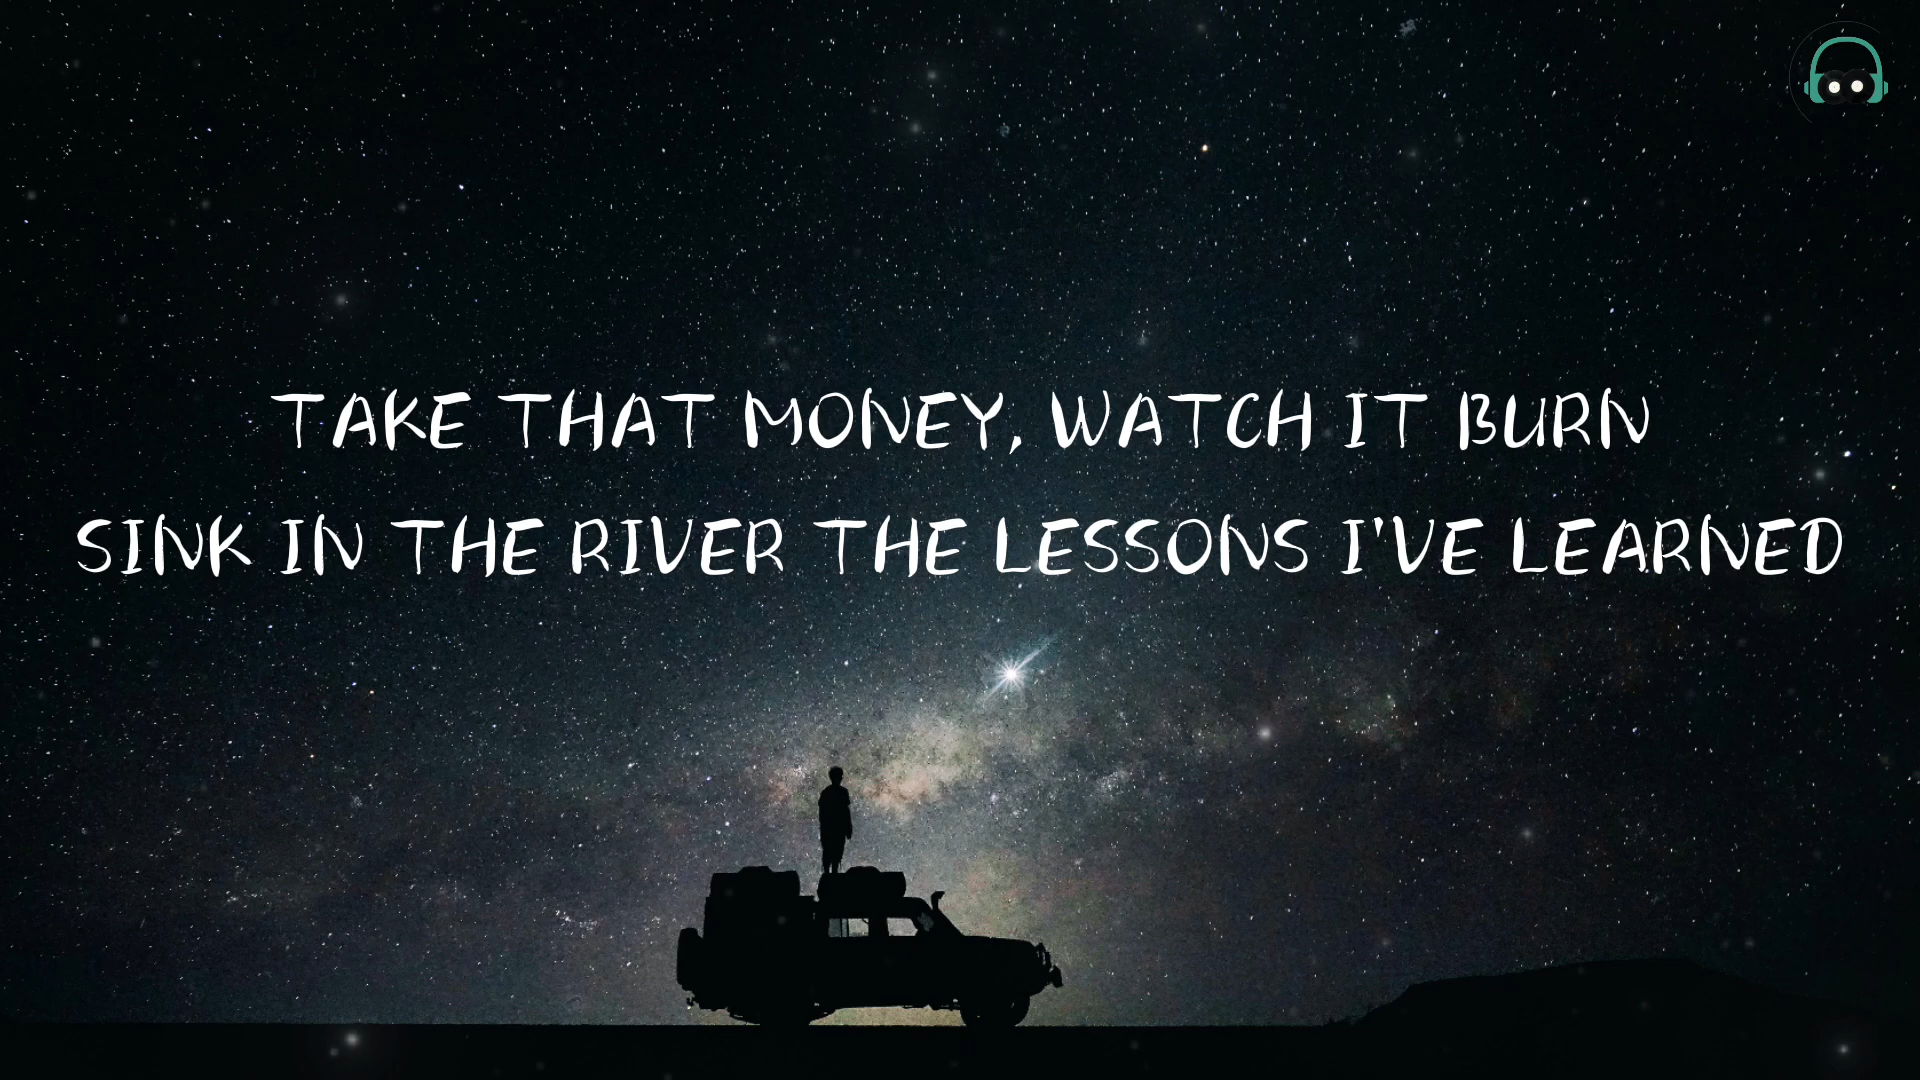 TAKE THAT MONEY, WATCH IT BURN
SINK IN THE RIVER THE LESSONS I'VE LEARNED